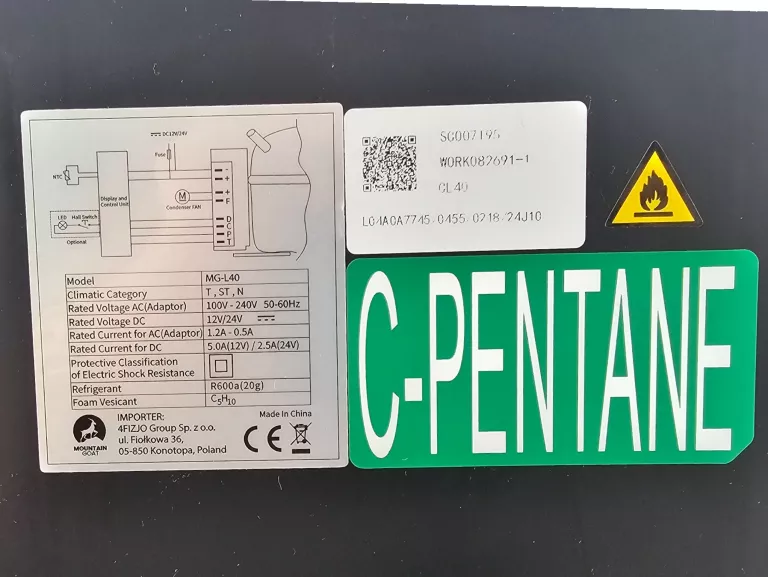 DC12V/24V
Fuse
NTC
Display and
Control Unit
M
Condenser FAN
LED Hall Switch
Optional
-
+
+
F
D
C
P
T
Model MG-L40
Climatic Category T , ST , N
Rated Voltage AC(Adaptor) 100V - 240V 50-60Hz
Rated Voltage DC 12V/24V
Rated Current for AC(Adaptor) 1.2A - 0.5A
Rated Current for DC 5.0A(12V) / 2.5A(24V)
Protective Classification
of Electric Shock Resistance
Refrigerant R600a(20g)
Foam Vesicant C₅H₁₀
MOUNTAIN
GOAT
IMPORTER:
4FIZJO Group Sp. z o.o.
ul. Fiołkowa 36,
05-850 Konotopa, Poland
Made In China
CE
SG007195
WORK082691-1
CL40
L04A0A7745-0455-0218-24J10
C-PENTANE